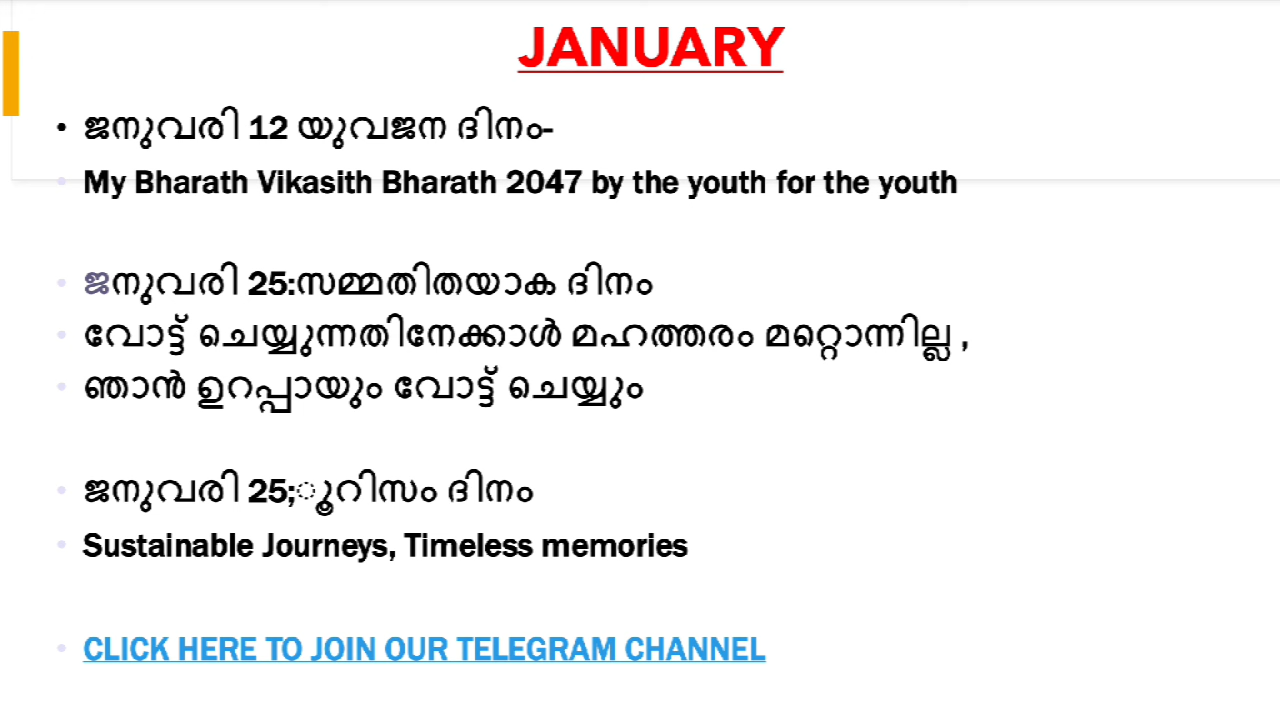 JANUARY
• ജനുവരി 12 യുവജന ദിനം-
• My Bharath Vikasith Bharath 2047 by the youth for the youth
• ജനുവരി 25:സമ്മതിതയാക ദിനം
• വോട്ട് ചെയ്യുന്നതിനേക്കാൾ മഹത്തരം മറ്റൊന്നില്ല ,
• ഞാൻ ഉറപ്പായും വോട്ട് ചെയ്യും
• ജനുവരി 25;ൂറിസം ദിനം
• Sustainable Journeys, Timeless memories
• CLICK HERE TO JOIN OUR TELEGRAM CHANNEL